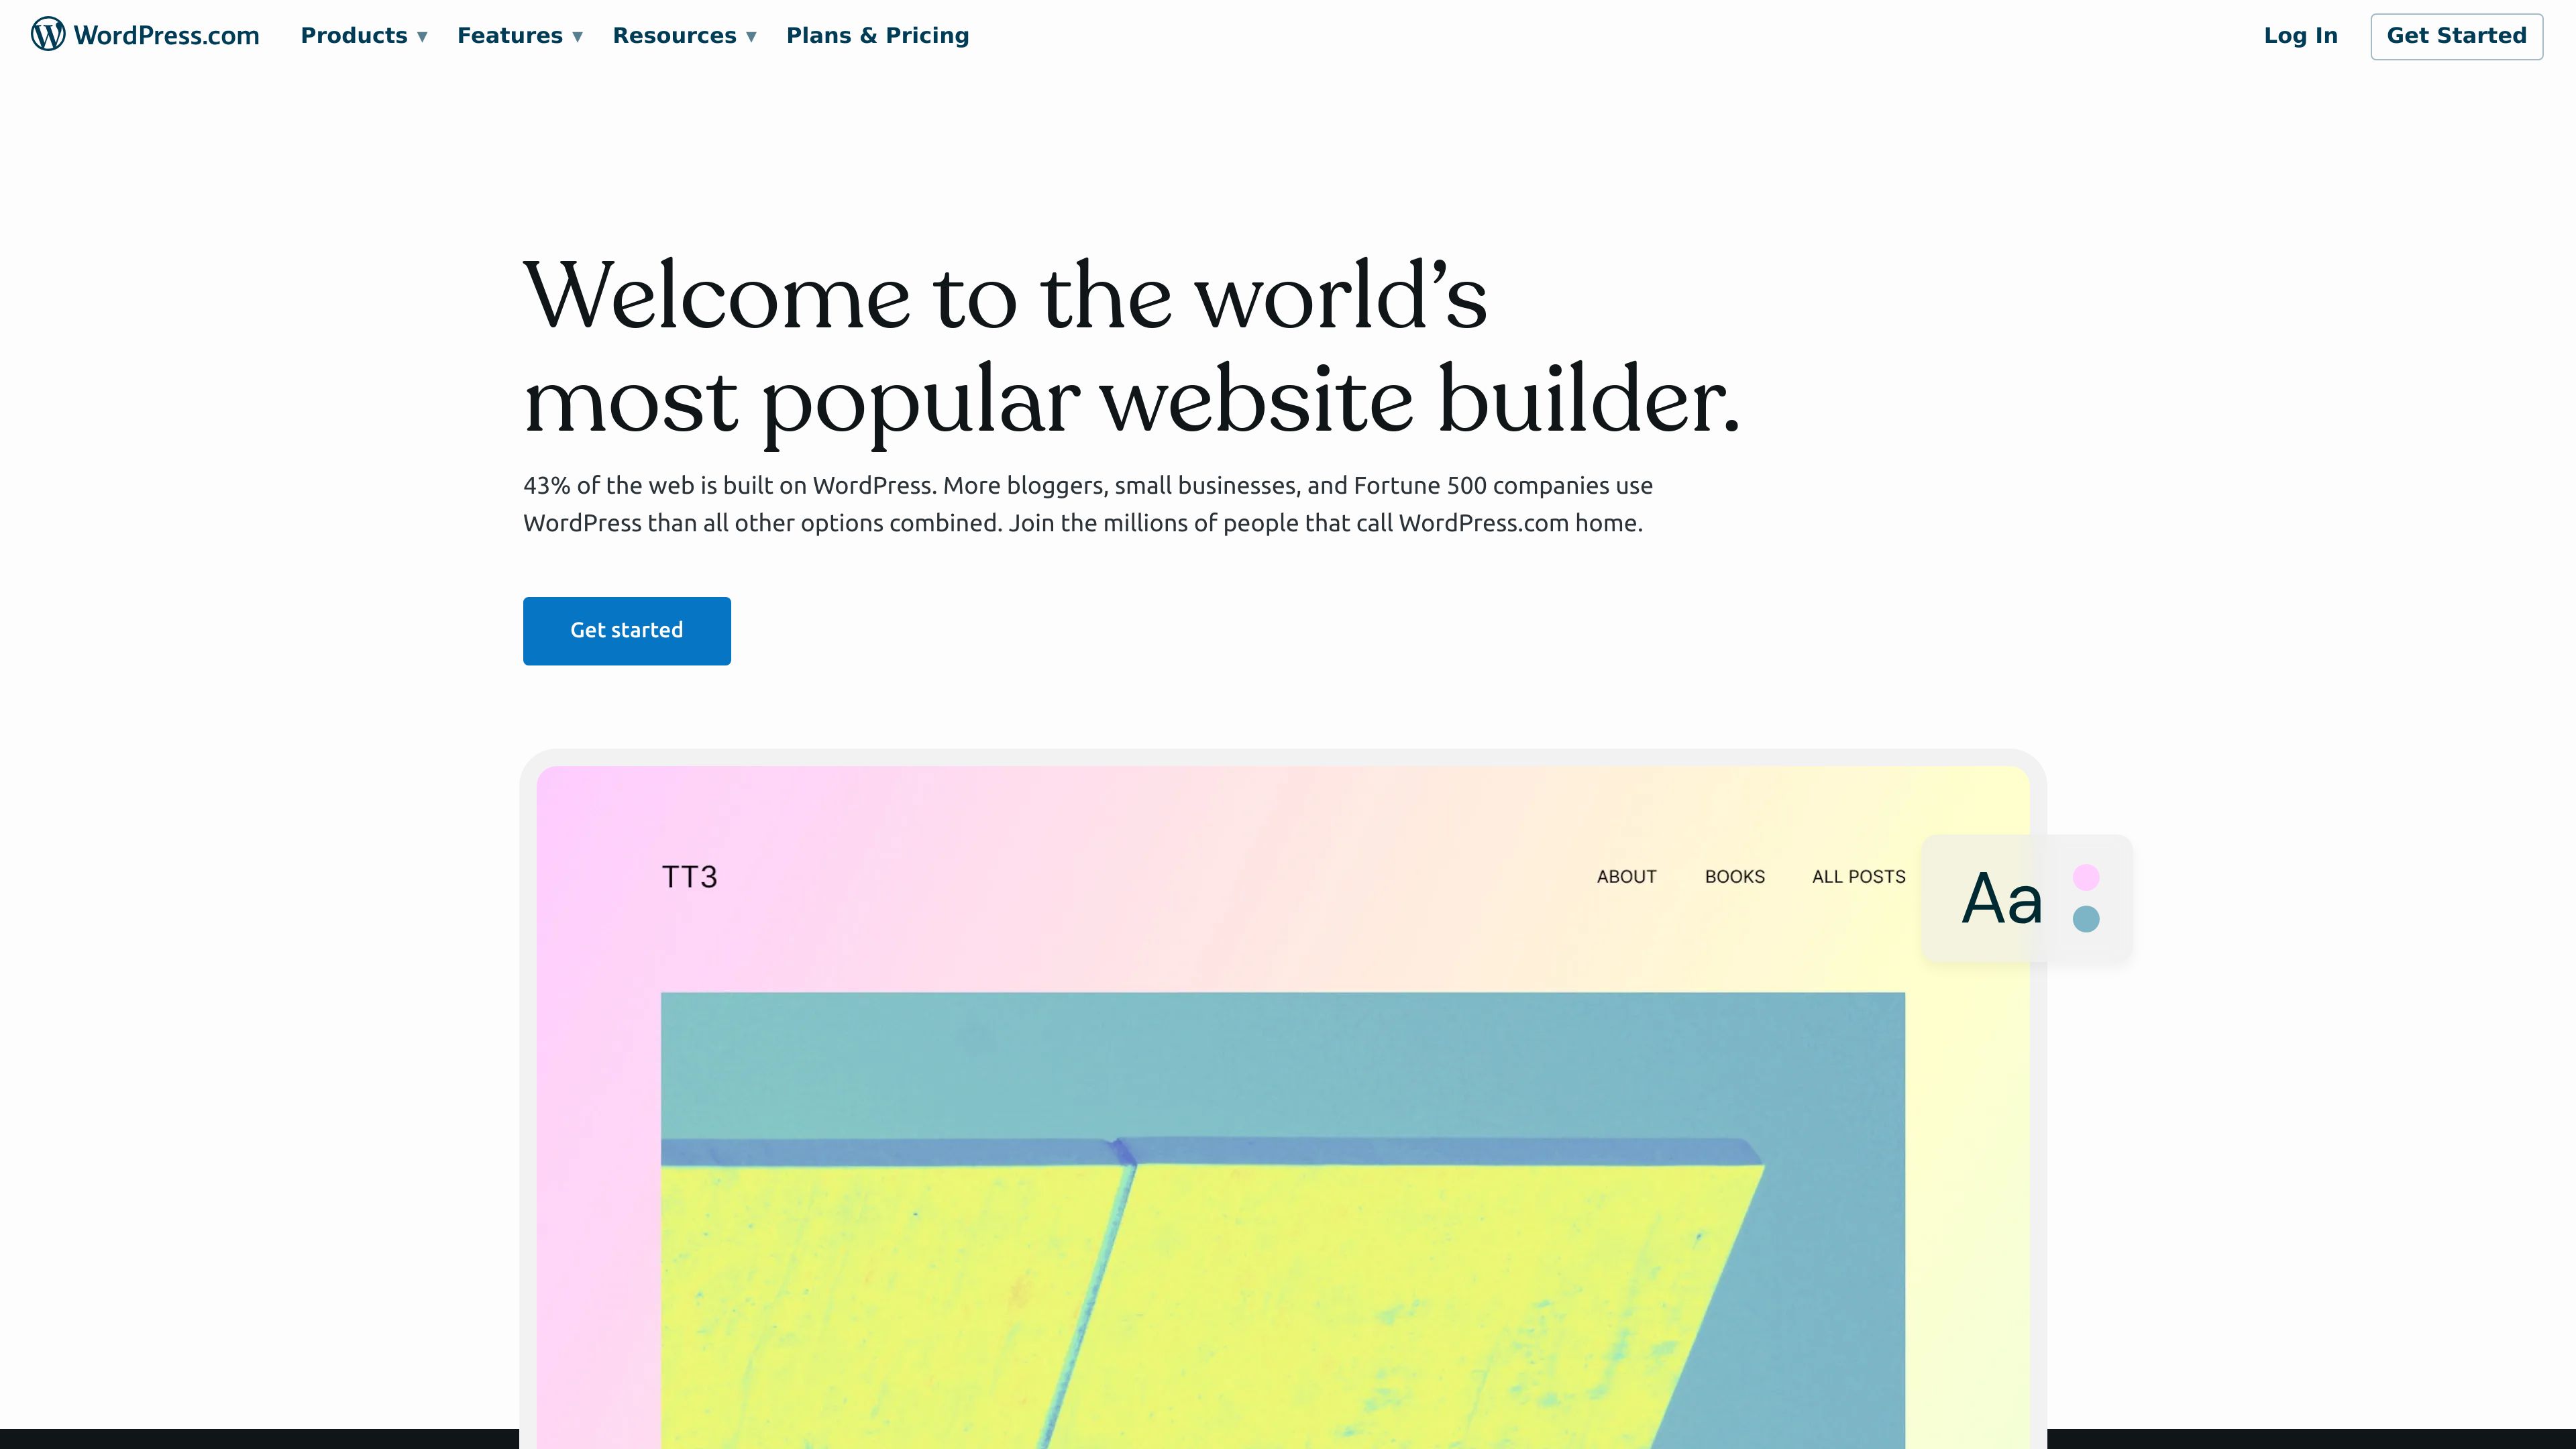 WordPress.com Products ▾ Features ▾ Resources ▾ Plans & Pricing Log In Get Started
Welcome to the world’s
most popular website builder.
43% of the web is built on WordPress. More bloggers, small businesses, and Fortune 500 companies use
WordPress than all other options combined. Join the millions of people that call WordPress.com home.
Get started
TT3 ABOUT BOOKS ALL POSTS
Aa